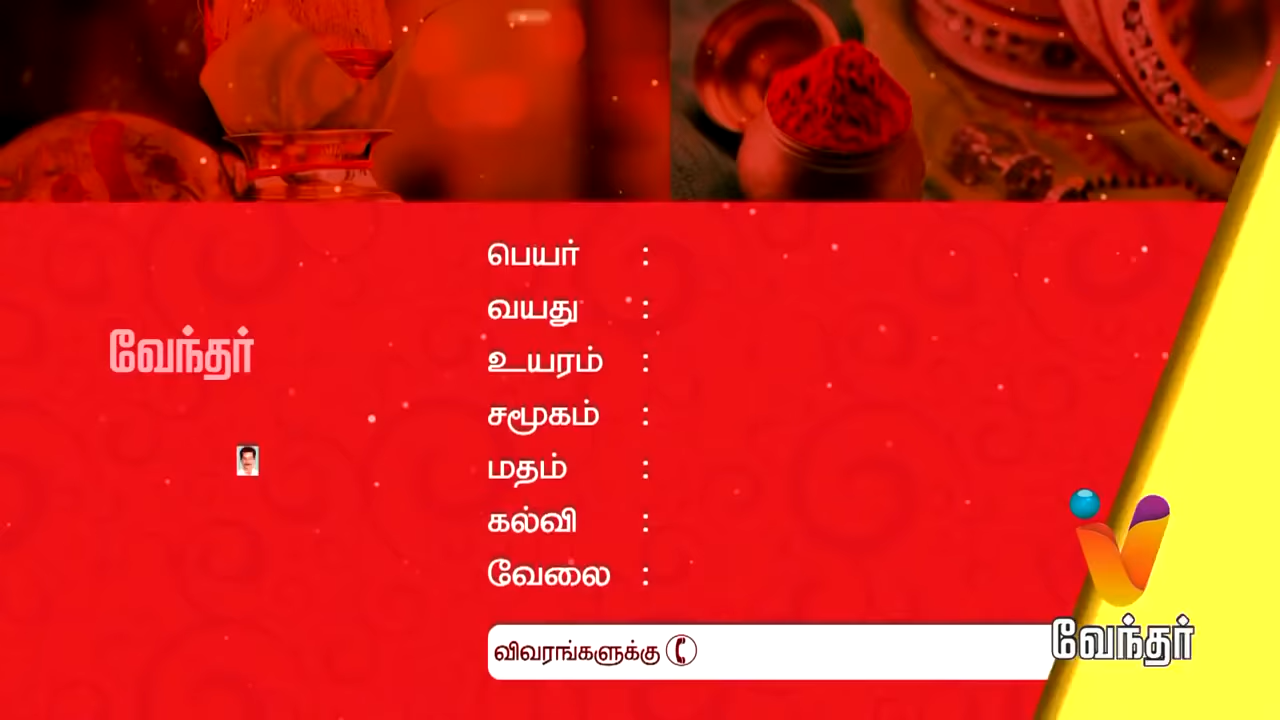 பெயர் :
வயது :
உயரம் :
வேந்தர்
சமூகம் :
மதம் :
கல்வி :
வேலை :
விவரங்களுக்கு
வேந்தர்